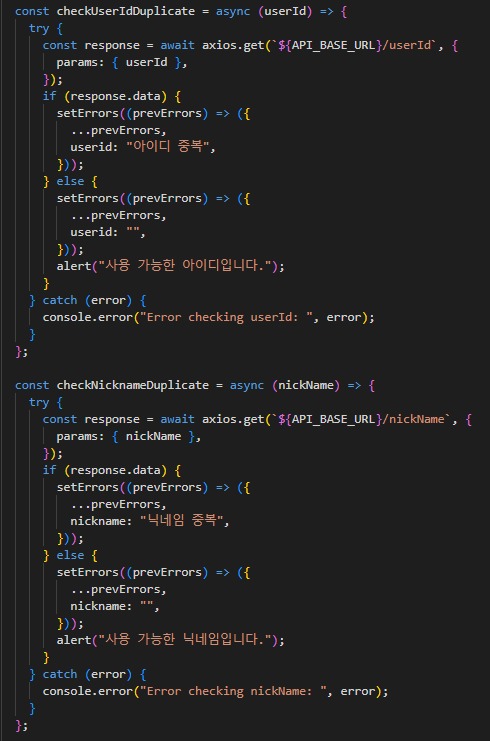 const checkUserIdDuplicate = async (userId) => {
  try {
    const response = await axios.get(`${API_BASE_URL}/userId`, {
      params: { userId },
    });
    if (response.data) {
      setErrors((prevErrors) => ({
        ...prevErrors,
        userid: "아이디 중복",
      }));
    } else {
      setErrors((prevErrors) => ({
        ...prevErrors,
        userid: "",
      }));
      alert("사용 가능한 아이디입니다.");
    }
  } catch (error) {
    console.error("Error checking userId: ", error);
  }
};

const checkNicknameDuplicate = async (nickName) => {
  try {
    const response = await axios.get(`${API_BASE_URL}/nickName`, {
      params: { nickName },
    });
    if (response.data) {
      setErrors((prevErrors) => ({
        ...prevErrors,
        nickname: "닉네임 중복",
      }));
    } else {
      setErrors((prevErrors) => ({
        ...prevErrors,
        nickname: "",
      }));
      alert("사용 가능한 닉네임입니다.");
    }
  } catch (error) {
    console.error("Error checking nickName: ", error);
  }
};